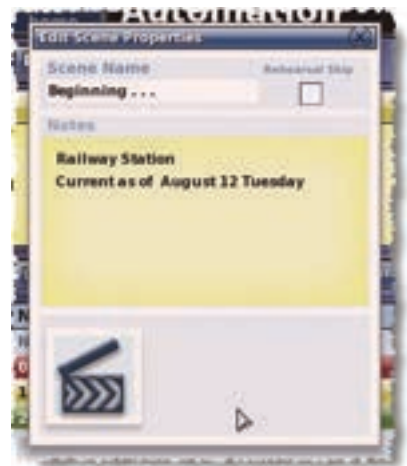 Automation
Edit Scene Properties
Scene Name
Rehearsal Skip
Beginning . . .
Notes
Railway Station
Current as of August 12 Tuesday